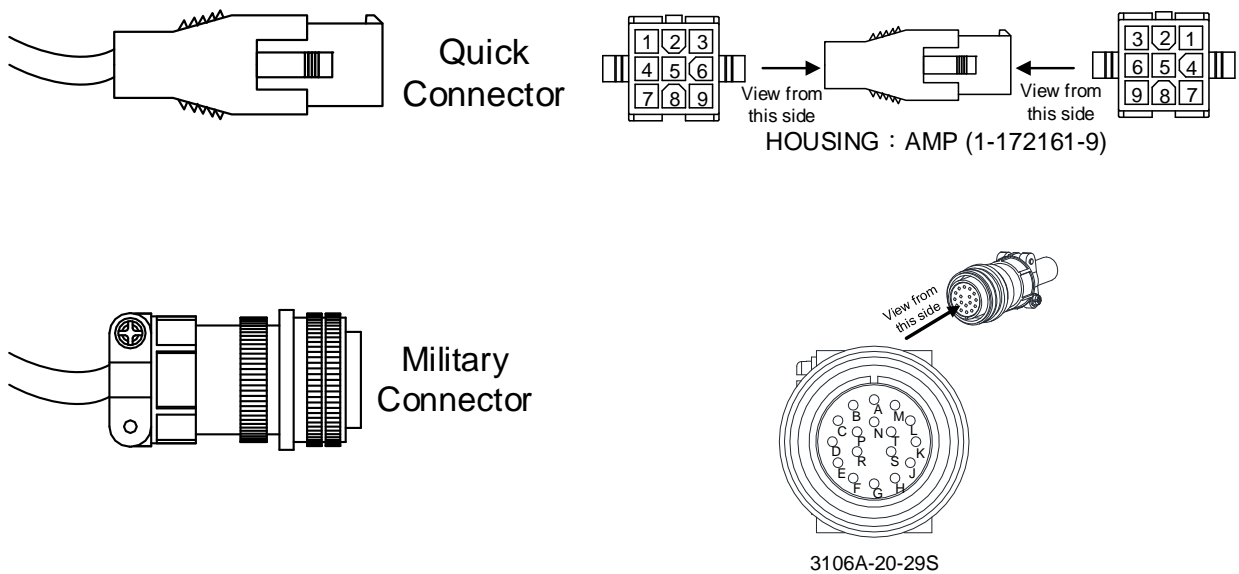 Quick
Connector
1 2 3
4 5 6
7 8 9
View from
this side
View from
this side
3 2 1
6 5 4
9 8 7
HOUSING：AMP (1-172161-9)
Military
Connector
View from
this side
A
B M
C N L
P T
D K
R S
E J
F H
G
3106A-20-29S